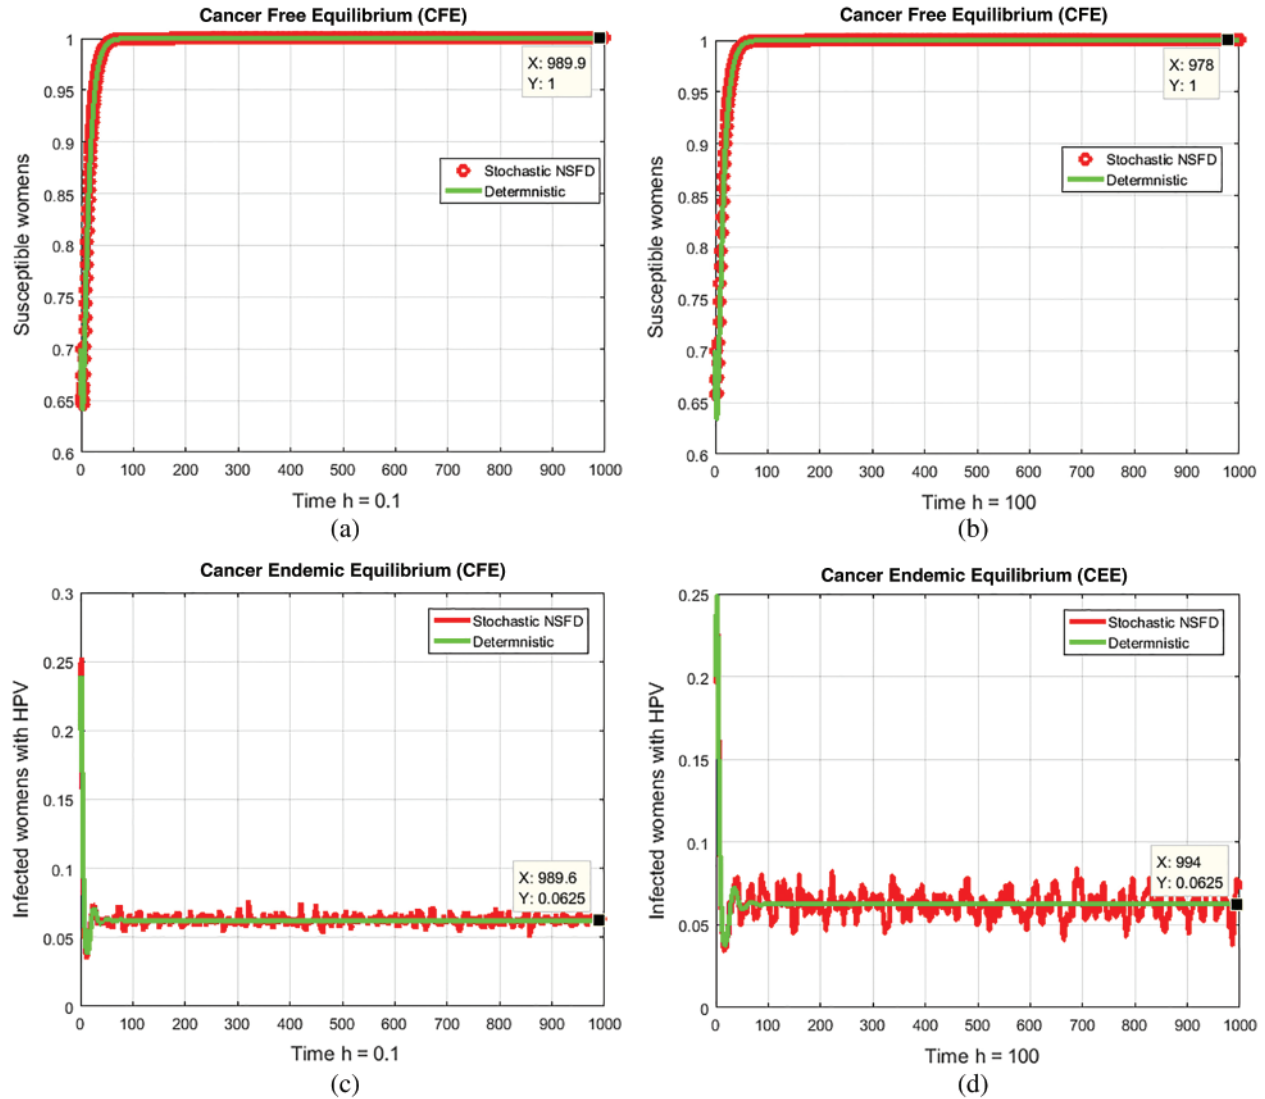 Cancer Free Equilibrium (CFE)
1
0.95
0.9
0.85
0.8
0.75
0.7
0.65
0.6
Susceptible womens
X: 989.9
Y: 1
Stochastic NSFD
Determnistic
0 100 200 300 400 500 600 700 800 900 1000
Time h = 0.1
(a)
Cancer Free Equilibrium (CFE)
1
0.95
0.9
0.85
0.8
0.75
0.7
0.65
0.6
Susceptible womens
X: 978
Y: 1
Stochastic NSFD
Determnistic
0 100 200 300 400 500 600 700 800 900 1000
Time h = 100
(b)
Cancer Endemic Equilibrium (CFE)
0.3
0.25
0.2
0.15
0.1
0.05
0
Infected womens with HPV
Stochastic NSFD
Determnistic
X: 989.6
Y: 0.0625
0 100 200 300 400 500 600 700 800 900 1000
Time h = 0.1
(c)
Cancer Endemic Equilibrium (CEE)
0.25
0.2
0.15
0.1
0.05
0
Infected womens with HPV
Stochastic NSFD
Determnistic
X: 994
Y: 0.0625
0 100 200 300 400 500 600 700 800 900 1000
Time h = 100
(d)